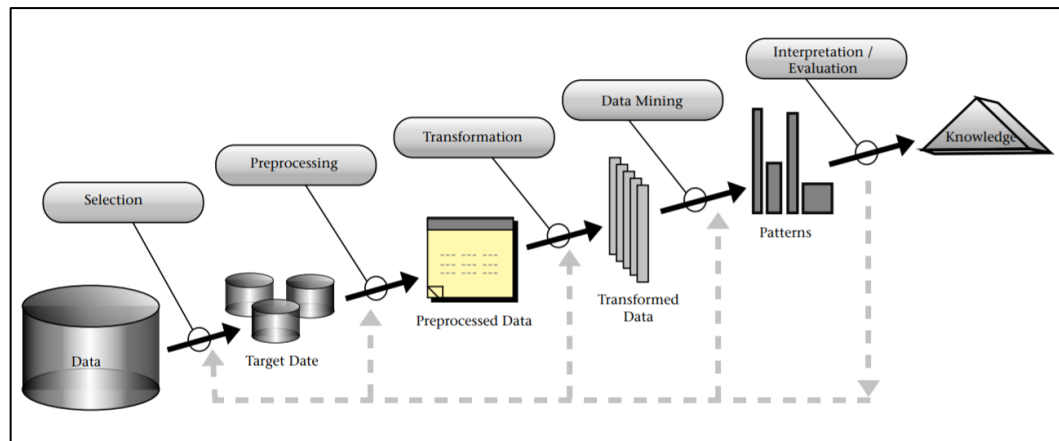 Interpretation /
Evaluation
Data Mining
Transformation
Preprocessing
Selection
Knowledge
Patterns
Transformed
Data
Preprocessed Data
Target Date
Data